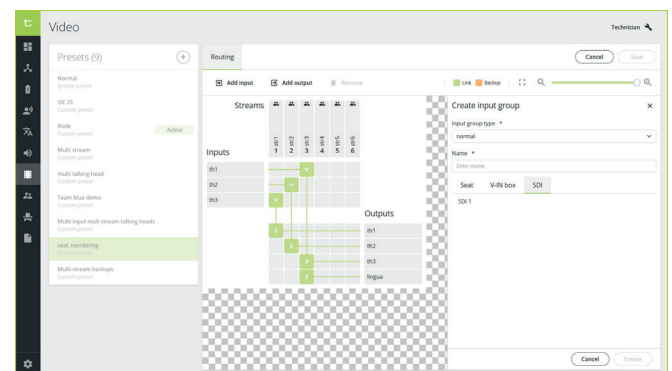 Video
Technician
Presets (9)
Normal
System preset
ISE 25
Custom preset
Rode
Custom preset
Active
Multi stream
Custom preset
multi talking head
Custom preset
Team blue demo
Custom preset
Multi-input mult-stream talking heads
Custom preset
seat_reordering
Custom preset
Multi-stream backups
Custom preset
Routing
Cancel
Save
Add input
Add output
Remove
Link
Backup
Streams
str1
str2
str3
str4
str5
str6
Inputs
1 2 3 4 5 6
th1
th2
th3
Outputs
th1
th2
th3
lingua
Create input group
Input group type *
normal
Name *
Enter name
Seat
V-IN box
SDI
SDI 1
Cancel
Create